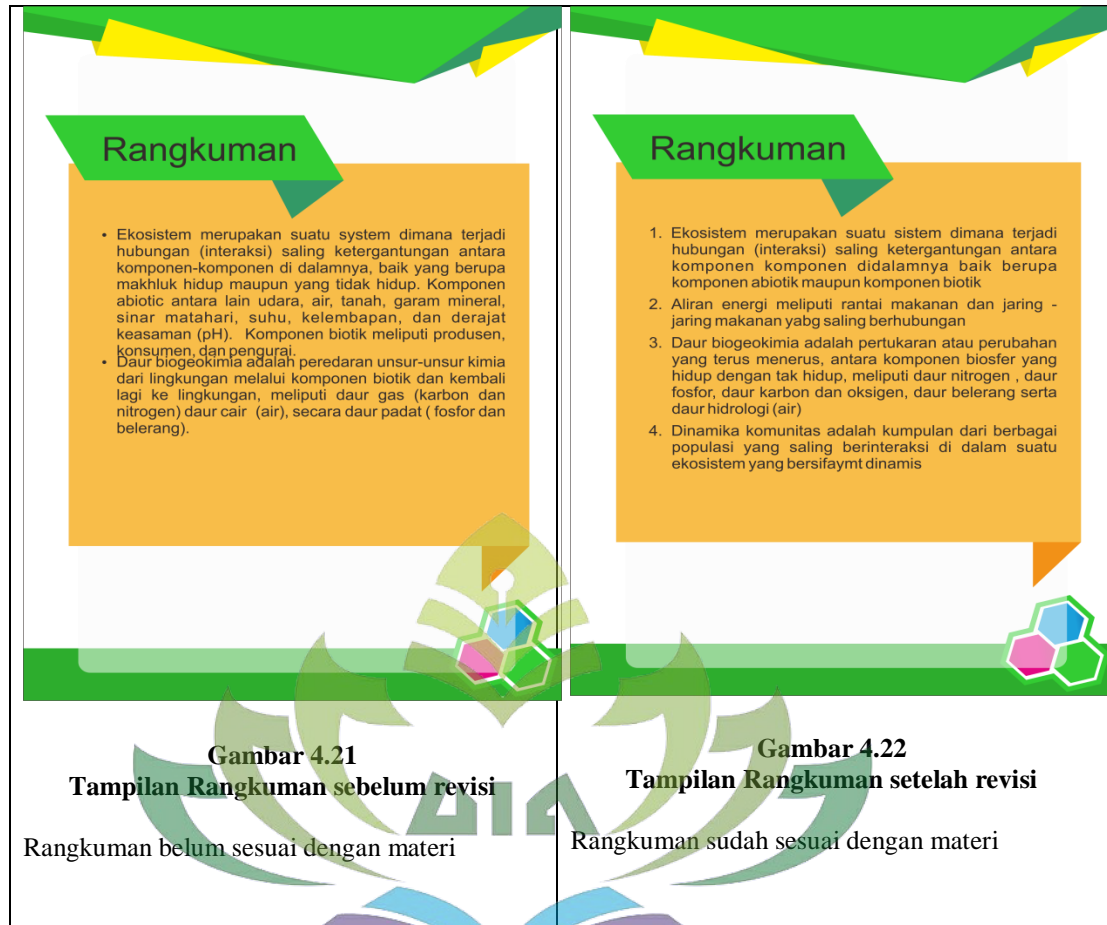 Rangkuman
• Ekosistem merupakan suatu system dimana terjadi
hubungan (interaksi) saling ketergantungan antara
komponen-komponen di dalamnya, baik yang berupa
makhluk hidup maupun yang tidak hidup. Komponen
abiotic antara lain udara, air, tanah, garam mineral,
sinar matahari, suhu, kelembapan, dan derajat
keasaman (pH). Komponen biotik meliputi produsen,
konsumen, dan pengurai.
• Daur biogeokimia adalah peredaran unsur-unsur kimia
dari lingkungan melalui komponen biotik dan kembali
lagi ke lingkungan, meliputi daur gas (karbon dan
nitrogen) daur cair (air), secara daur padat ( fosfor dan
belerang).
Gambar 4.21
Tampilan Rangkuman sebelum revisi
Rangkuman belum sesuai dengan materi
Rangkuman
1. Ekosistem merupakan suatu sistem dimana terjadi
hubungan (interaksi) saling ketergantungan antara
komponen komponen didalamnya baik berupa
komponen abiotik maupun komponen biotik
2. Aliran energi meliputi rantai makanan dan jaring -
jaring makanan yabg saling berhubungan
3. Daur biogeokimia adalah pertukaran atau perubahan
yang terus menerus, antara komponen biosfer yang
hidup dengan tak hidup, meliputi daur nitrogen , daur
fosfor, daur karbon dan oksigen, daur belerang serta
daur hidrologi (air)
4. Dinamika komunitas adalah kumpulan dari berbagai
populasi yang saling berinteraksi di dalam suatu
ekosistem yang bersifaymt dinamis
Gambar 4.22
Tampilan Rangkuman setelah revisi
Rangkuman sudah sesuai dengan materi